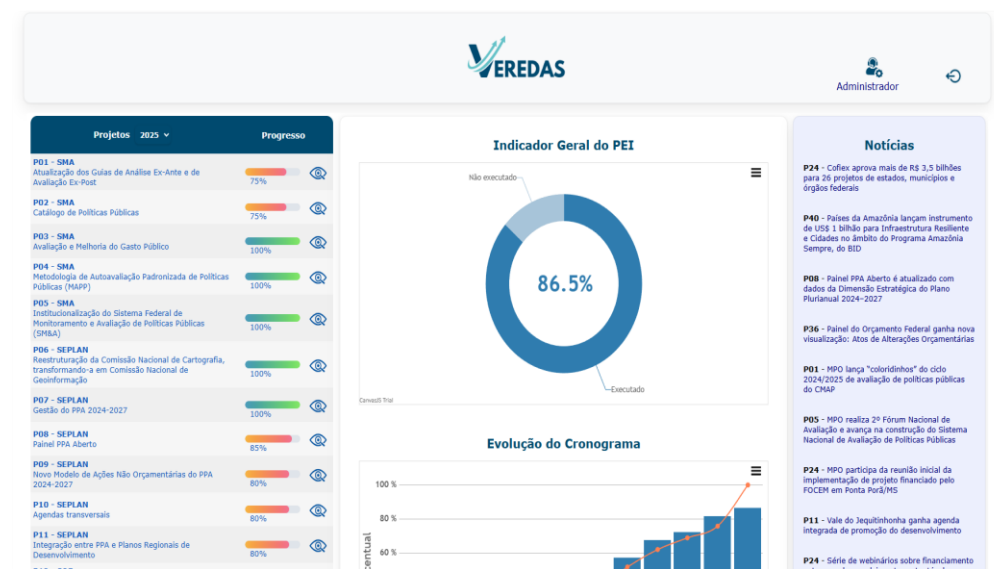 VEREDAS
Administrador
Projetos 2025
Progresso
P01 - SMA
Atualização dos Guias de Análise Ex-Ante e de
Avaliação Ex-Post
75%
P02 - SMA
Catálogo de Políticas Públicas
75%
P03 - SMA
Avaliação e Melhoria do Gasto Público
100%
P04 - SMA
Metodologia de Autoavaliação Padronizada de Políticas
Públicas (MAPP)
100%
P05 - SMA
Institucionalização do Sistema Federal de
Monitoramento e Avaliação de Políticas Públicas
(SM&A)
100%
P06 - SEPLAN
Reestruturação da Comissão Nacional de Cartografia,
transformando-a em Comissão Nacional de
Geoinformação
100%
P07 - SEPLAN
Gestão do PPA 2024-2027
100%
P08 - SEPLAN
Painel PPA Aberto
85%
P09 - SEPLAN
Novo Modelo de Ações Não Orçamentárias do PPA
2024-2027
80%
P10 - SEPLAN
Agendas transversais
80%
P11 - SEPLAN
Integração entre PPA e Planos Regionais de
Desenvolvimento
80%
Indicador Geral do PEI
Não executado
86.5%
Executado
CanvasJS Trial
Evolução do Cronograma
100 %
80 %
60 %
Notícias
P24 - Cofiex aprova mais de R$ 3,5 bilhões
para 26 projetos de estados, municípios e
órgãos federais
P40 - Países da Amazônia lançam instrumento
de US$ 1 bilhão para Infraestrutura Resiliente
e Cidades no âmbito do Programa Amazônia
Sempre, do BID
P08 - Painel PPA Aberto é atualizado com
dados da Dimensão Estratégica do Plano
Plurianual 2024–2027
P36 - Painel do Orçamento Federal ganha nova
visualização: Atos de Alterações Orçamentárias
P01 - MPO lança “coloridinhos” do ciclo
2024/2025 de avaliação de políticas públicas
do CMAP
P05 - MPO realiza 2º Fórum Nacional de
Avaliação e avança na construção do Sistema
Nacional de Avaliação de Políticas Públicas
P24 - MPO participa da reunião inicial da
implementação de projeto financiado pelo
FOCEM em Ponta Porã/MS
P11 - Vale do Jequitinhonha ganha agenda
integrada de promoção do desenvolvimento
P24 - Série de webinários sobre financiamento